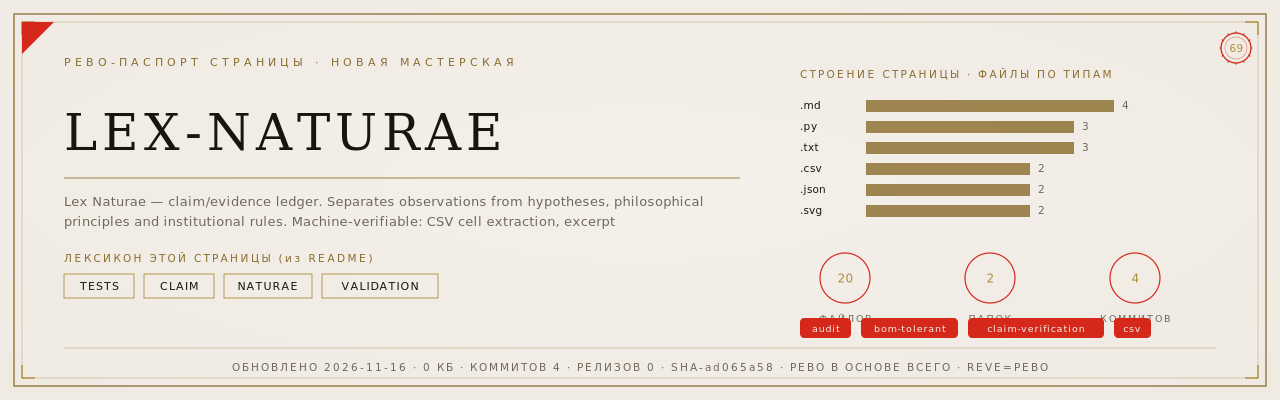 РЕВО-ПАСПОРТ СТРАНИЦЫ · НОВАЯ МАСТЕРСКАЯ
LEX-NATURAE
Lex Naturae — claim/evidence ledger. Separates observations from hypotheses, philosophical
principles and institutional rules. Machine-verifiable: CSV cell extraction, excerpt
ЛЕКСИКОН ЭТОЙ СТРАНИЦЫ (из README)
TESTS CLAIM NATURAE VALIDATION
69
СТРОЕНИЕ СТРАНИЦЫ · ФАЙЛЫ ПО ТИПАМ
.md 4
.py 3
.txt 3
.csv 2
.json 2
.svg 2
20 2 4
ФАЙЛОВ ПАПОК КОММИТОВ
audit bom-tolerant claim-verification csv
ОБНОВЛЕНО 2026-11-16 · 0 КБ · КОММИТОВ 4 · РЕЛИЗОВ 0 · SHA-ad065a58 · РЕВО В ОСНОВЕ ВСЕГО · REVE=РЕВО